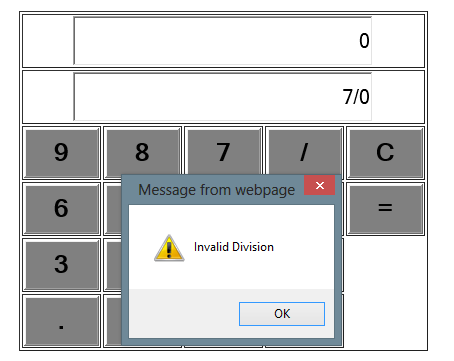 0
7/0
9 8 7 / C
Message from webpage
6 =
Invalid Division
3
OK
.